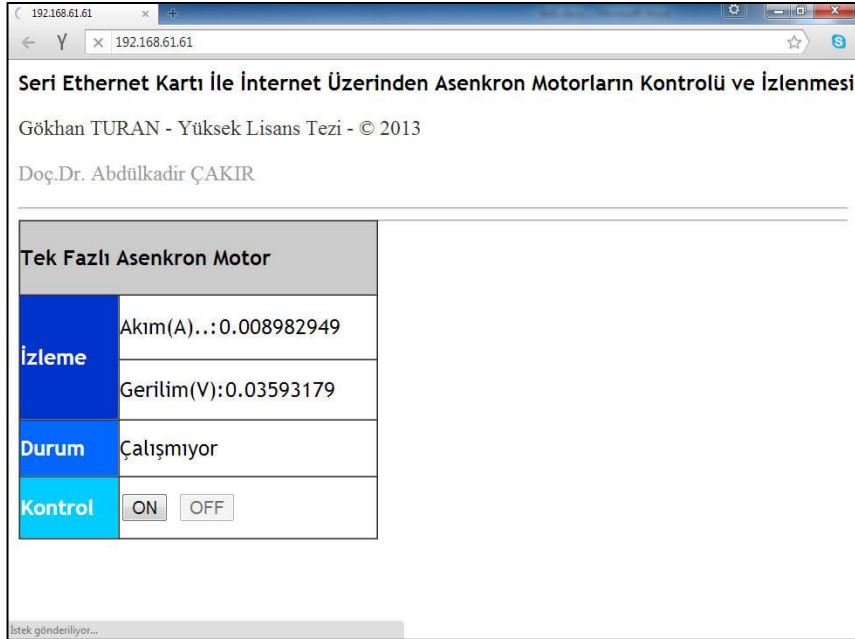 192.168.61.61
192.168.61.61
Seri Ethernet Kartı İle İnternet Üzerinden Asenkron Motorların Kontrolü ve İzlenmesi
Gökhan TURAN - Yüksek Lisans Tezi - © 2013
Doç.Dr. Abdülkadir ÇAKIR
Tek Fazlı Asenkron Motor
İzleme
Akım(A)..:0.008982949
Gerilim(V):0.03593179
Durum
Çalışmıyor
Kontrol
ON OFF
İstek gönderiliyor...